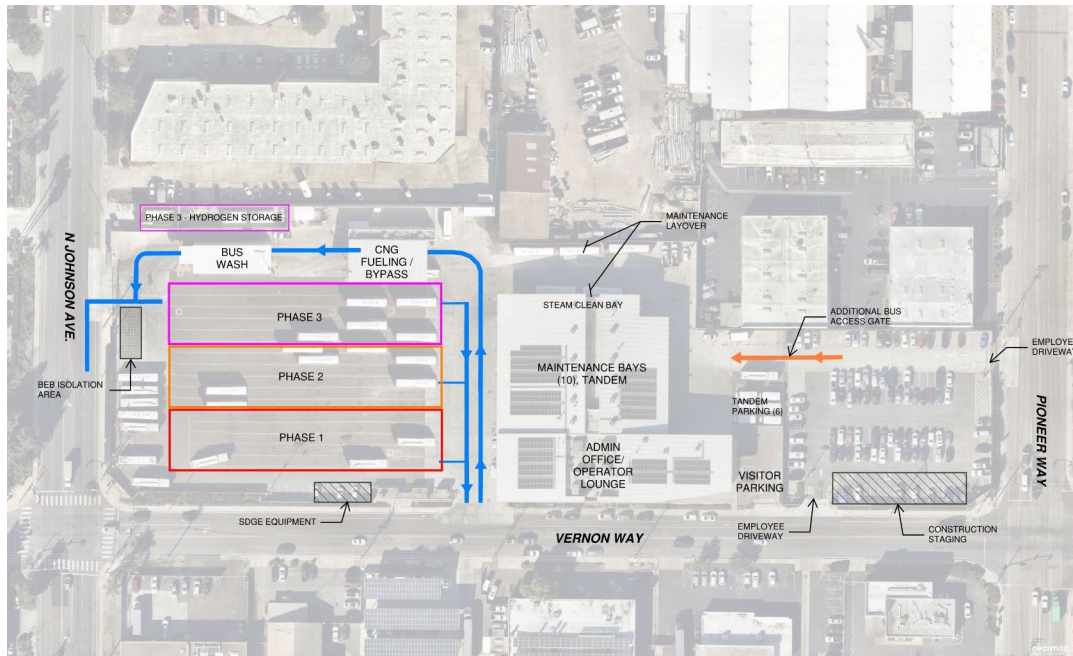 PHASE 3 - HYDROGEN STORAGE
MAINTENANCE
LAYOVER
N JOHNSON AVE.
BUS
WASH
CNG
FUELING /
BYPASS
STEAM CLEAN BAY
PHASE 3
ADDITIONAL BUS
ACCESS GATE
EMPLOYEE
DRIVEWAY
BEB ISOLATION
AREA
PHASE 2
MAINTENANCE BAYS
(10), TANDEM
TANDEM
PARKING (6)
PIONEER WAY
PHASE 1
ADMIN
OFFICE/
OPERATOR
LOUNGE
VISITOR
PARKING
SDGE EQUIPMENT
VERNON WAY
EMPLOYEE
DRIVEWAY
CONSTRUCTION
STAGING
nearmap